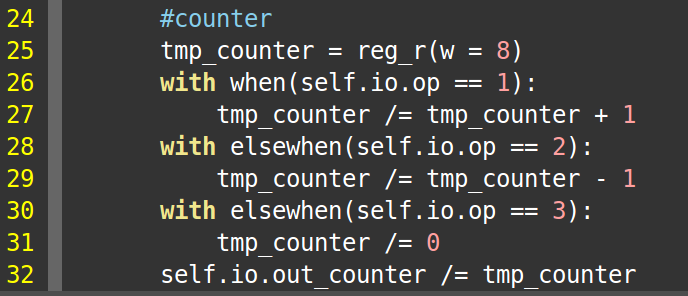 24 #counter
25 tmp_counter = reg_r(w = 8)
26 with when(self.io.op == 1):
27 tmp_counter /= tmp_counter + 1
28 with elsewhen(self.io.op == 2):
29 tmp_counter /= tmp_counter - 1
30 with elsewhen(self.io.op == 3):
31 tmp_counter /= 0
32 self.io.out_counter /= tmp_counter